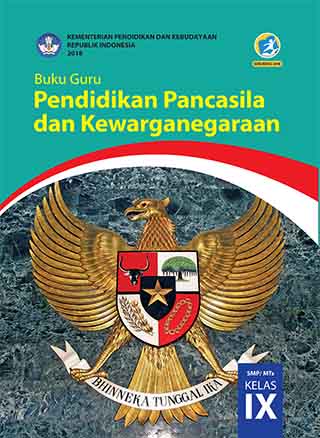 KEMENTERIAN PENDIDIKAN DAN KEBUDAYAAN
REPUBLIK INDONESIA
2018
Buku Guru
Pendidikan Pancasila
dan Kewarganegaraan
BHINNEKA TUNGGAL IKA
SMP/ MTs
KELAS
IX